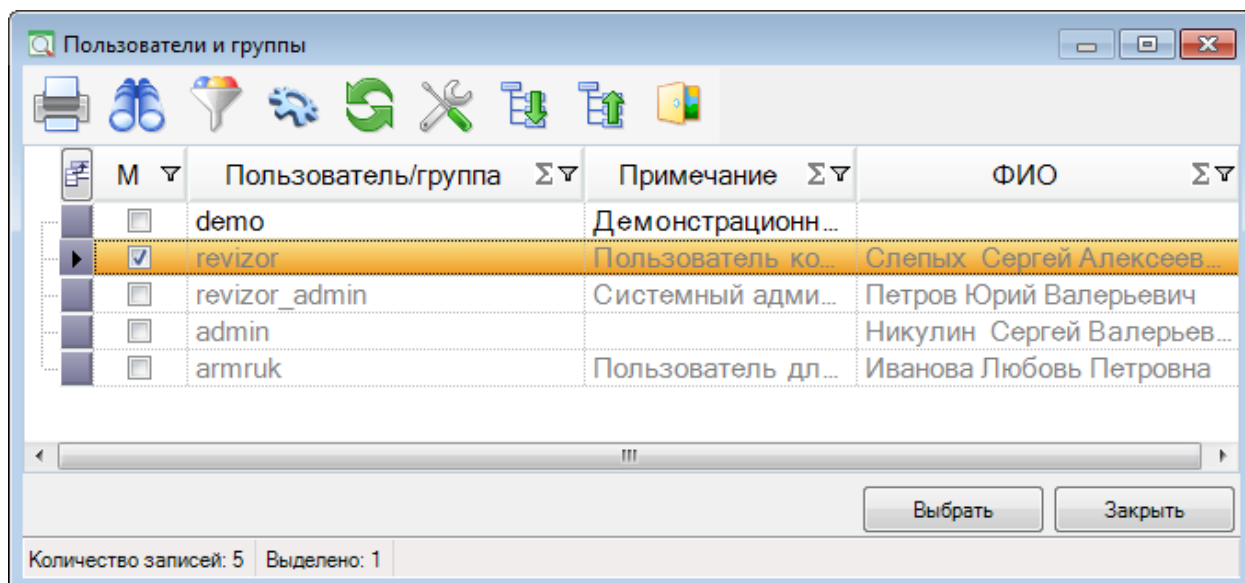 Пользователи и группы
М Пользователь/группа Σ Примечание Σ ФИО Σ
demo Демонстрационн...
revizor Пользователь ко... Слепых Сергей Алексеев...
revizor_admin Системный адми... Петров Юрий Валерьевич
admin Никулин Сергей Валерьев...
armruk Пользователь дл... Иванова Любовь Петровна
Выбрать Закрыть
Количество записей: 5 Выделено: 1